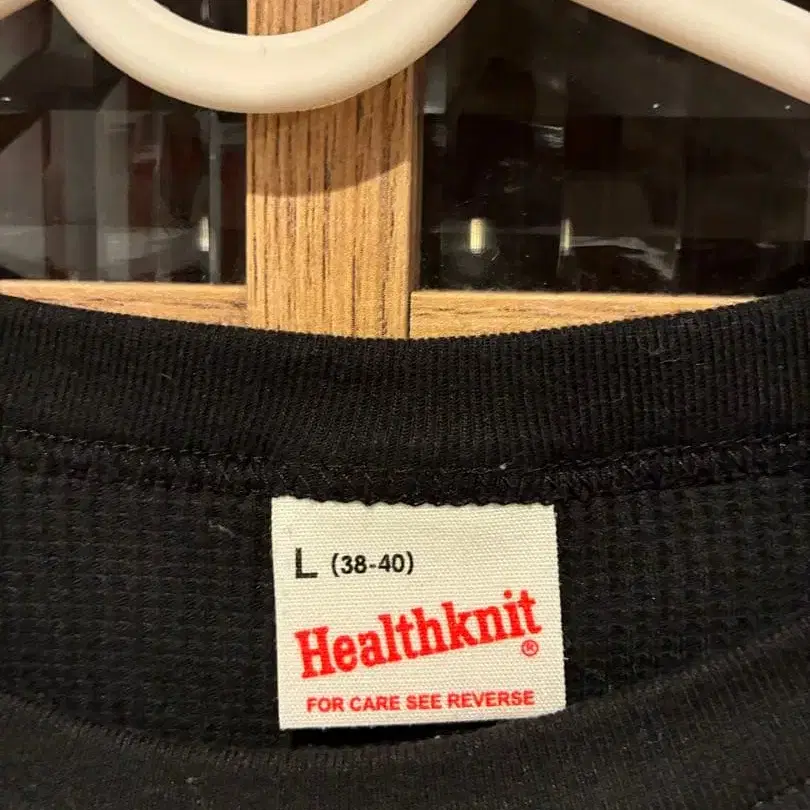 L (38-40)
Healthknit®
FOR CARE SEE REVERSE